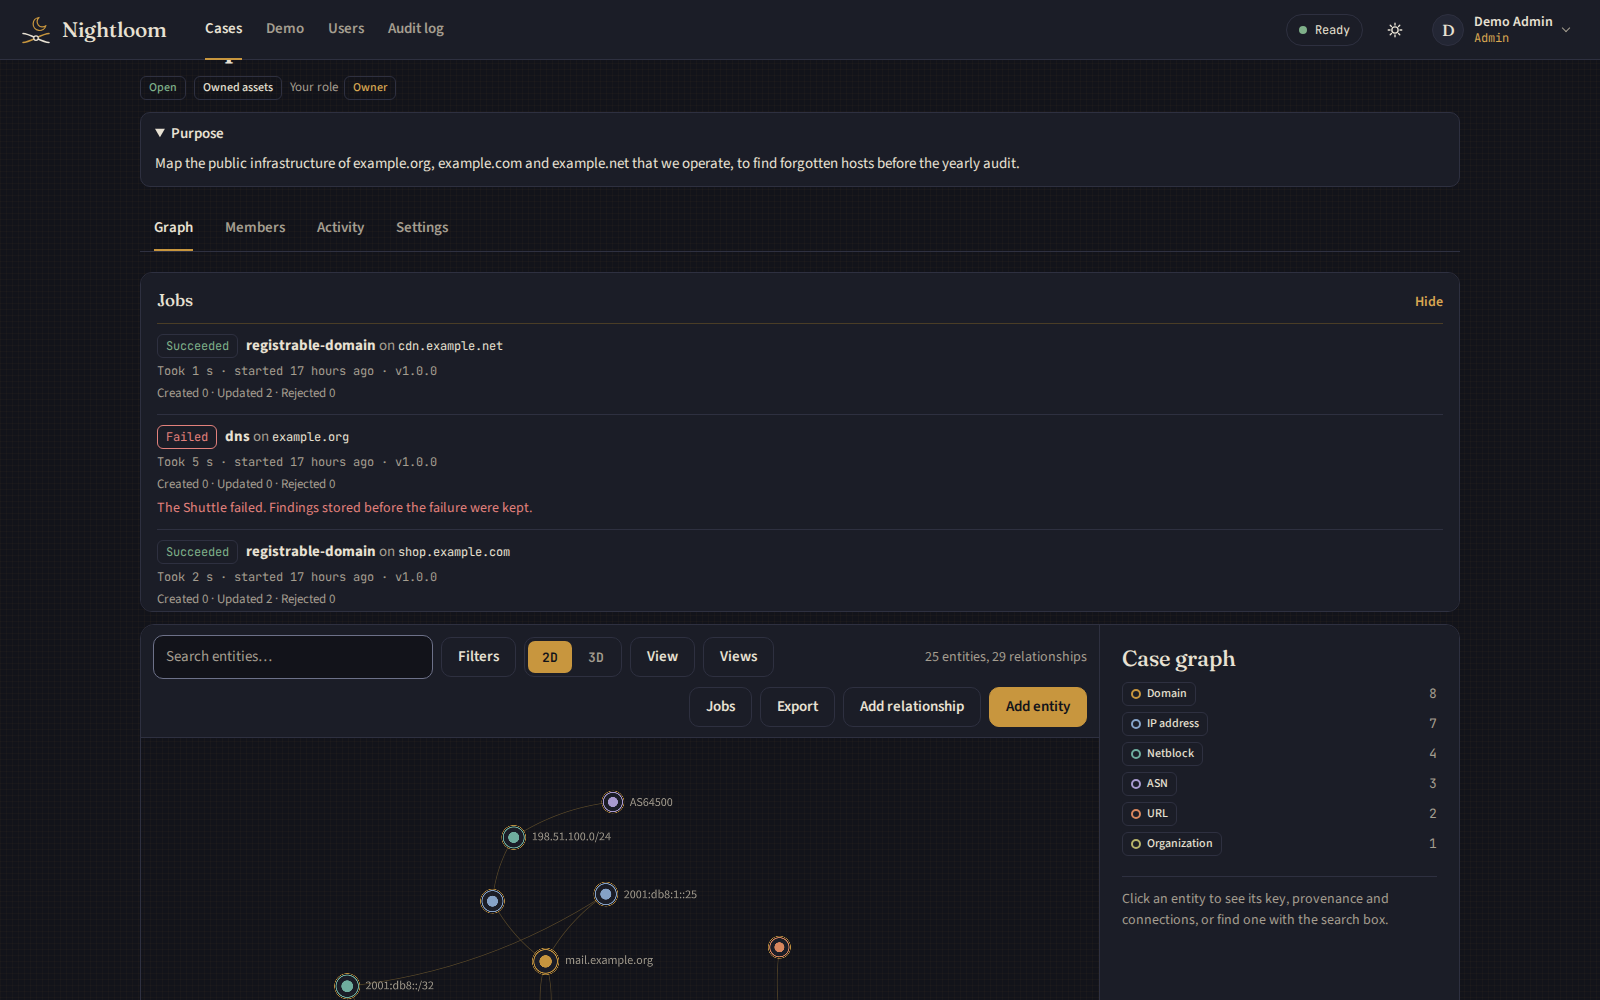 Nightloom
Cases
Demo
Users
Audit log
Ready
D
Demo Admin
Admin
Open
Owned assets
Your role
Owner
Purpose
Map the public infrastructure of example.org, example.com and example.net that we operate, to find forgotten hosts before the yearly audit.
Graph
Members
Activity
Settings
Jobs
Hide
Succeeded registrable-domain on cdn.example.net
Took 1 s · started 17 hours ago · v1.0.0
Created 0 · Updated 2 · Rejected 0
Failed dns on example.org
Took 5 s · started 17 hours ago · v1.0.0
Created 0 · Updated 0 · Rejected 0
The Shuttle failed. Findings stored before the failure were kept.
Succeeded registrable-domain on shop.example.com
Took 2 s · started 17 hours ago · v1.0.0
Created 0 · Updated 2 · Rejected 0
Search entities...
Filters
2D
3D
View
Views
25 entities, 29 relationships
Jobs
Export
Add relationship
Add entity
AS64500
198.51.100.0/24
2001:db8:1::25
mail.example.org
2001:db8::/32
Case graph
Domain 8
IP address 7
Netblock 4
ASN 3
URL 2
Organization 1
Click an entity to see its key, provenance and
connections, or find one with the search box.